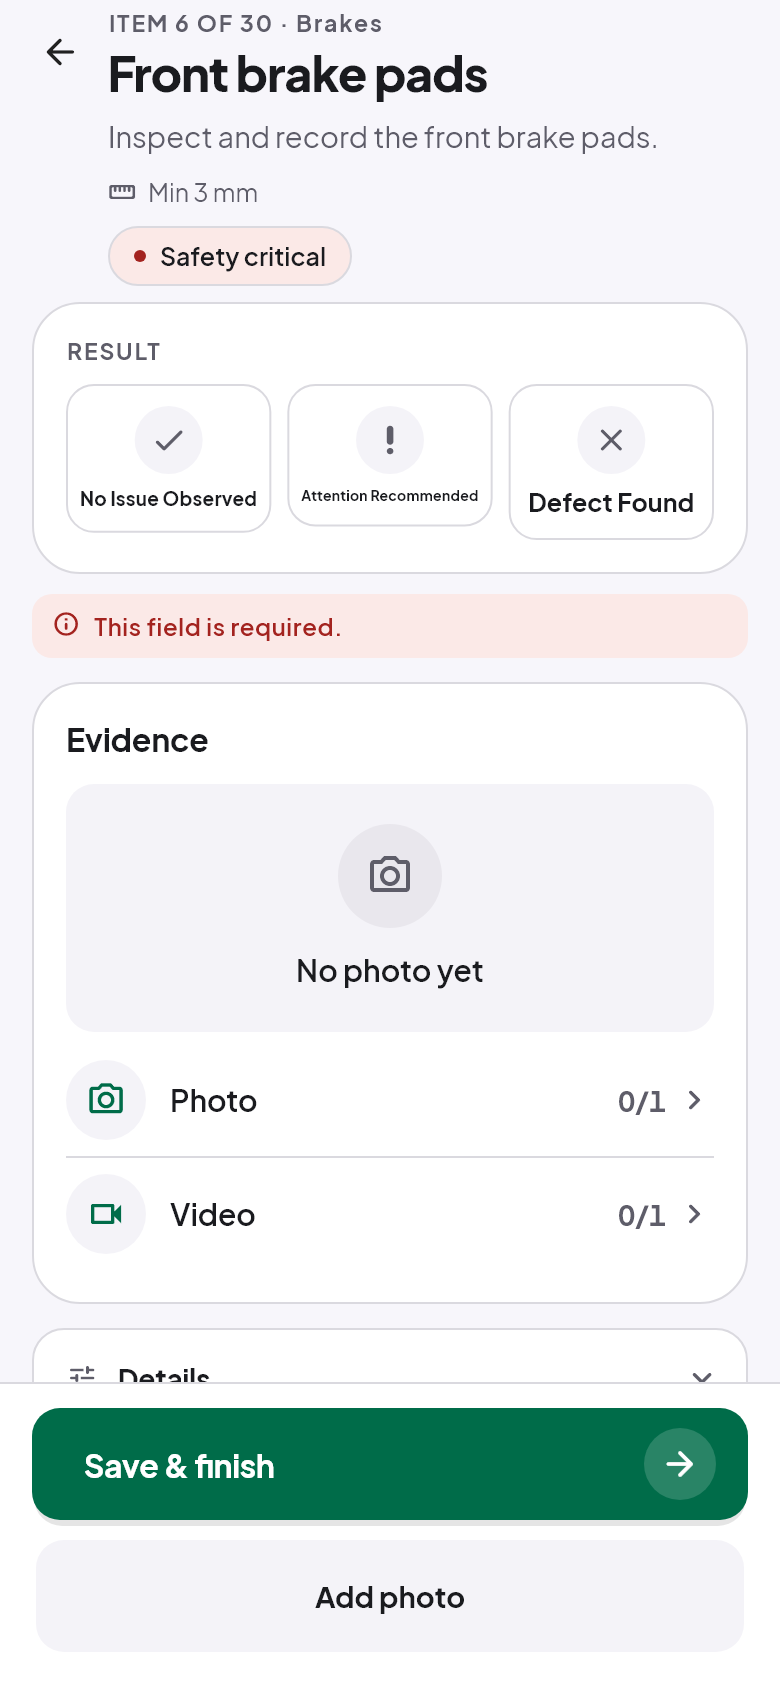 ITEM 6 OF 30 · Brakes
Front brake pads
Inspect and record the front brake pads.
Min 3 mm
Safety critical
RESULT
No Issue Observed
Attention Recommended
Defect Found
This field is required.
Evidence
No photo yet
Photo 0/1
Video 0/1
Details
Save & finish
Add photo